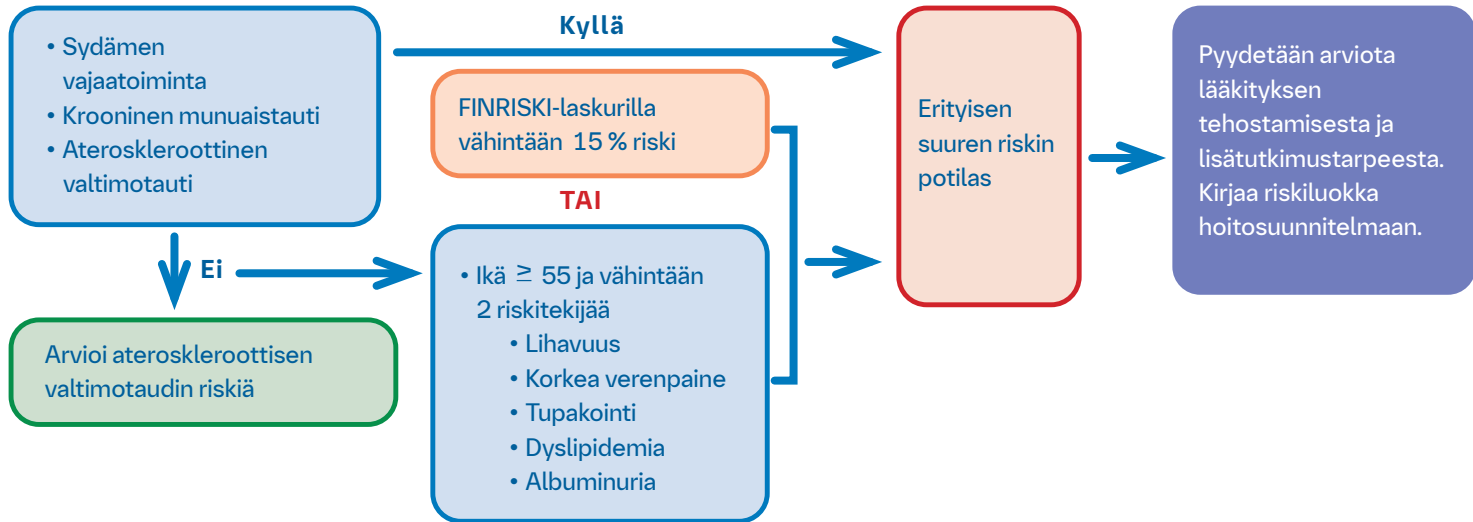 • Sydämen
vajaatoiminta
• Krooninen munuaistauti
• Ateroskleroottinen
valtimotauti
Kyllä
Ei
Arvioi ateroskleroottisen
valtimotaudin riskiä
FINRISKI-laskurilla
vähintään 15 % riski
TAI
• Ikä ≥ 55 ja vähintään
2 riskitekijää
• Lihavuus
• Korkea verenpaine
• Tupakointi
• Dyslipidemia
• Albuminuria
Erityisen
suuren riskin
potilas
Pyydetään arviota
lääkityksen
tehostamisesta ja
lisätutkimustarpeesta.
Kirjaa riskiluokka
hoitosuunnitelmaan.